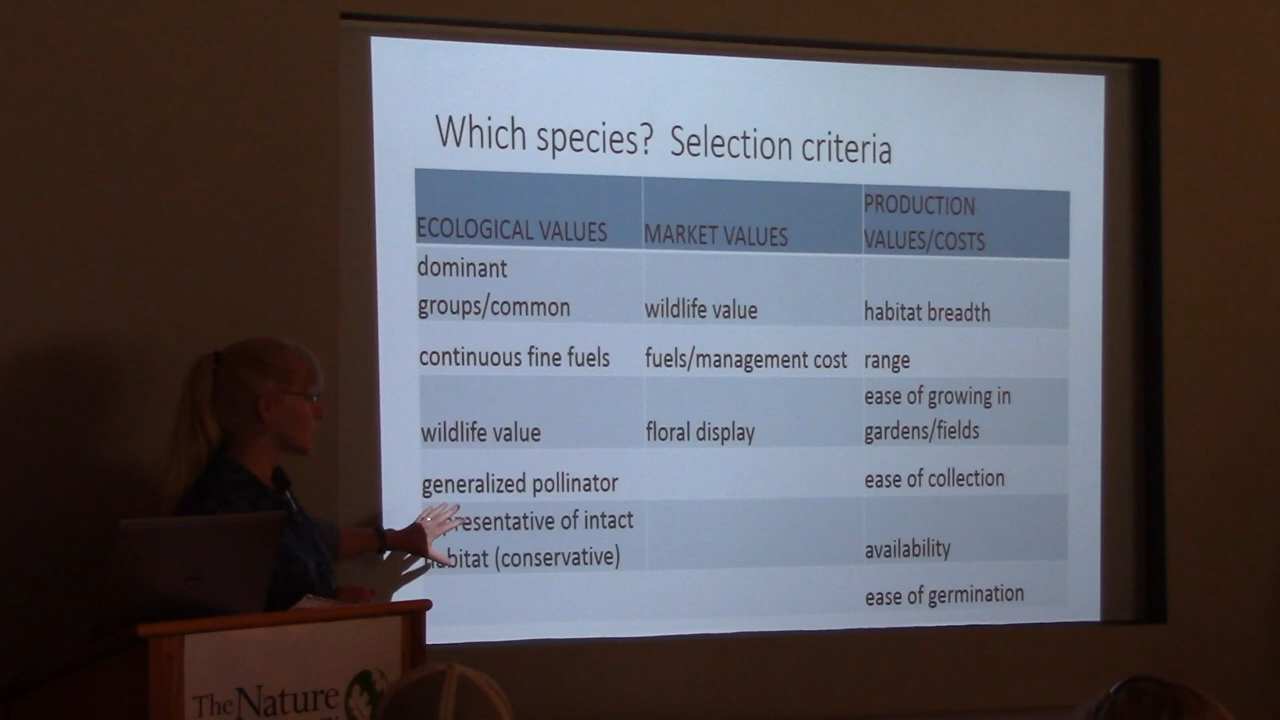 Which species? Selection criteria
ECOLOGICAL VALUES
MARKET VALUES
PRODUCTION
VALUES/COSTS
dominant
groups/common
wildlife value
habitat breadth
continuous fine fuels
fuels/management cost
range
wildlife value
floral display
ease of growing in
gardens/fields
generalized pollinator
ease of collection
of intact
(conservative)
availability
ease of germination
The Nature